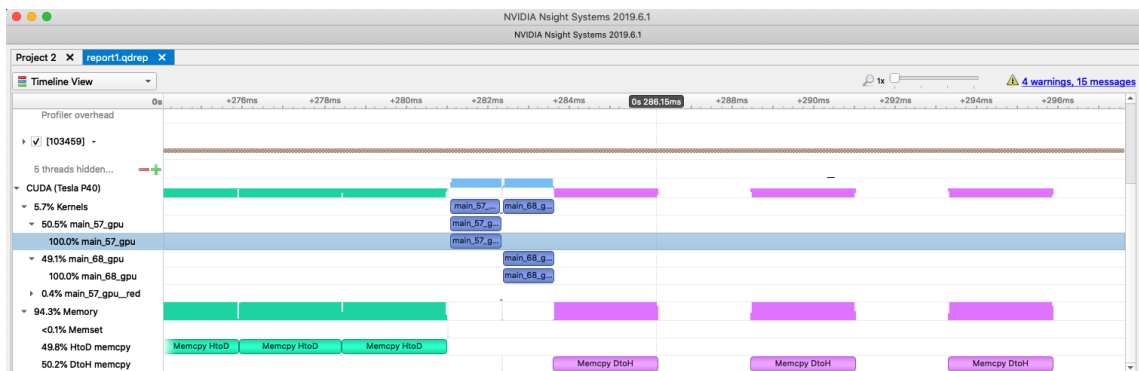 NVIDIA Nsight Systems 2019.6.1
NVIDIA Nsight Systems 2019.6.1
Project 2 report1.qdrep
Timeline View 1x 4 warnings, 15 messages
0s +276ms +278ms +280ms +282ms +284ms 0s 286.15ms +288ms +290ms +292ms +294ms +296ms
Profiler overhead
[103459]
5 threads hidden...
CUDA (Tesla P40)
5.7% Kernels main_57_... main_68_g...
50.5% main_57_gpu main_57_g...
100.0% main_57_gpu main_57_g...
49.1% main_68_gpu main_68_g...
100.0% main_68_gpu main_68_g...
0.4% main_57_gpu__red
94.3% Memory
<0.1% Memset
49.8% HtoD memcpy Memcpy HtoD Memcpy HtoD Memcpy HtoD
50.2% DtoH memcpy Memcpy DtoH Memcpy DtoH Memcpy DtoH